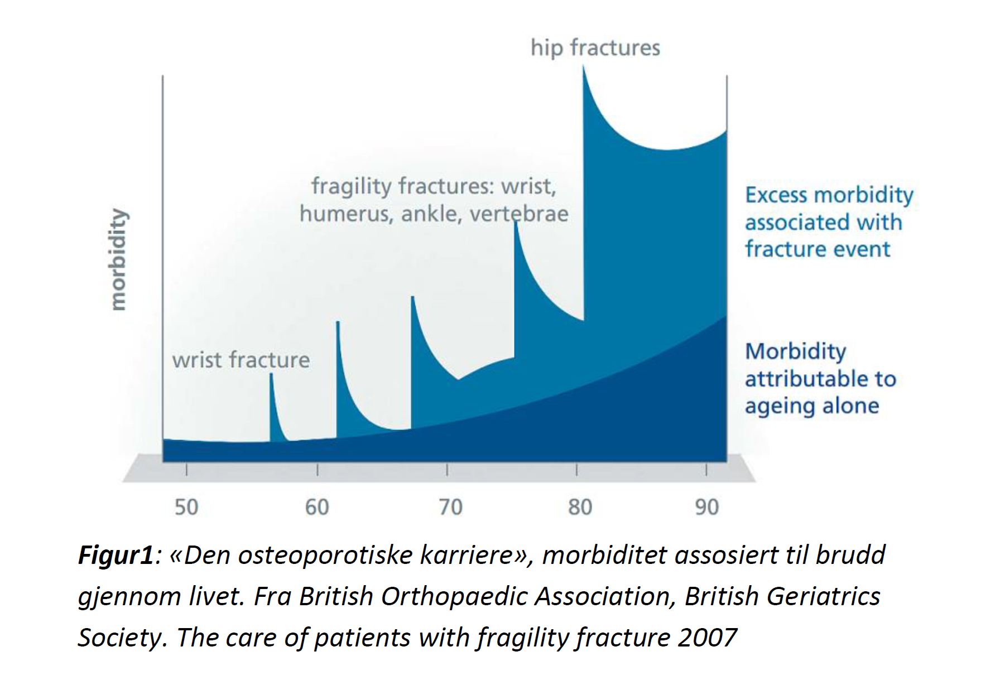 hip fractures
fragility fractures: wrist,
humerus, ankle, vertebrae
wrist fracture
morbidity
Excess morbidity
associated with
fracture event
Morbidity
attributable to
ageing alone
50 60 70 80 90
Figur1: «Den osteoporotiske karriere», morbiditet assosiert til brudd
gjennom livet. Fra British Orthopaedic Association, British Geriatrics
Society. The care of patients with fragility fracture 2007